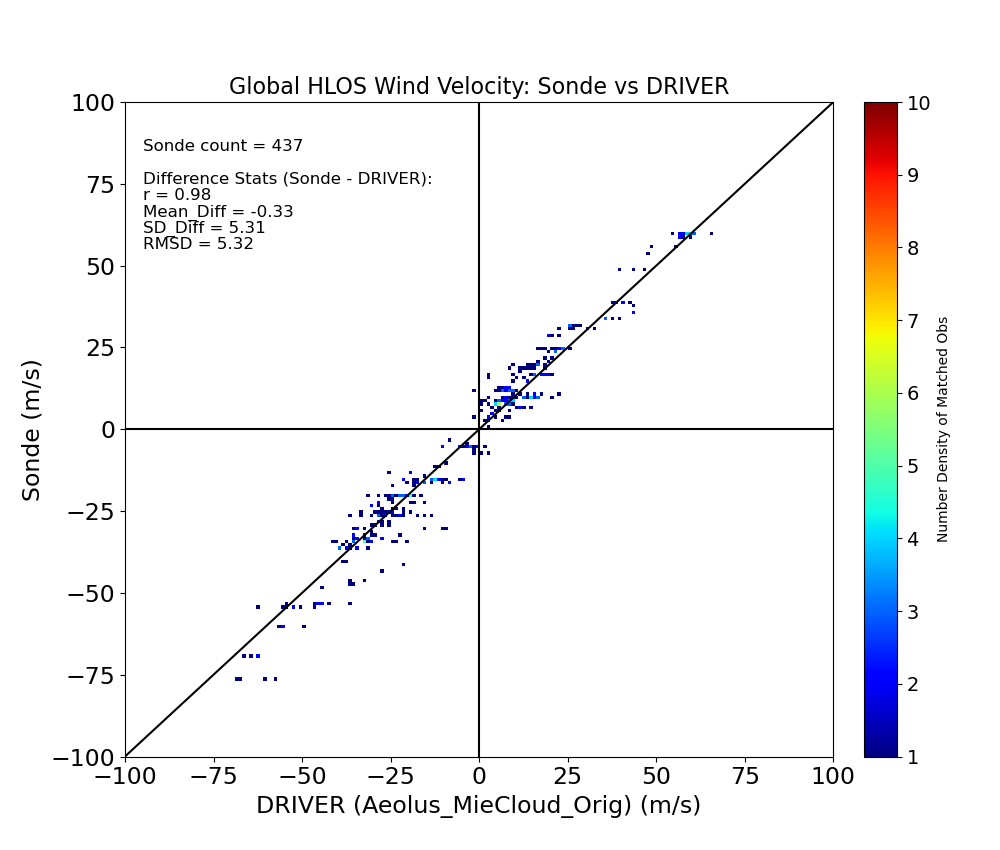 Global HLOS Wind Velocity: Sonde vs DRIVER
Sonde count = 437
Difference Stats (Sonde - DRIVER):
r = 0.98
Mean_Diff = -0.33
SD_Diff = 5.31
RMSD = 5.32
100
75
50
25
0
−25
−50
−75
−100
Sonde (m/s)
−100
−75
−50
−25
0
25
50
75
100
DRIVER (Aeolus_MieCloud_Orig) (m/s)
10
9
8
7
6
5
4
3
2
1
Number Density of Matched Obs